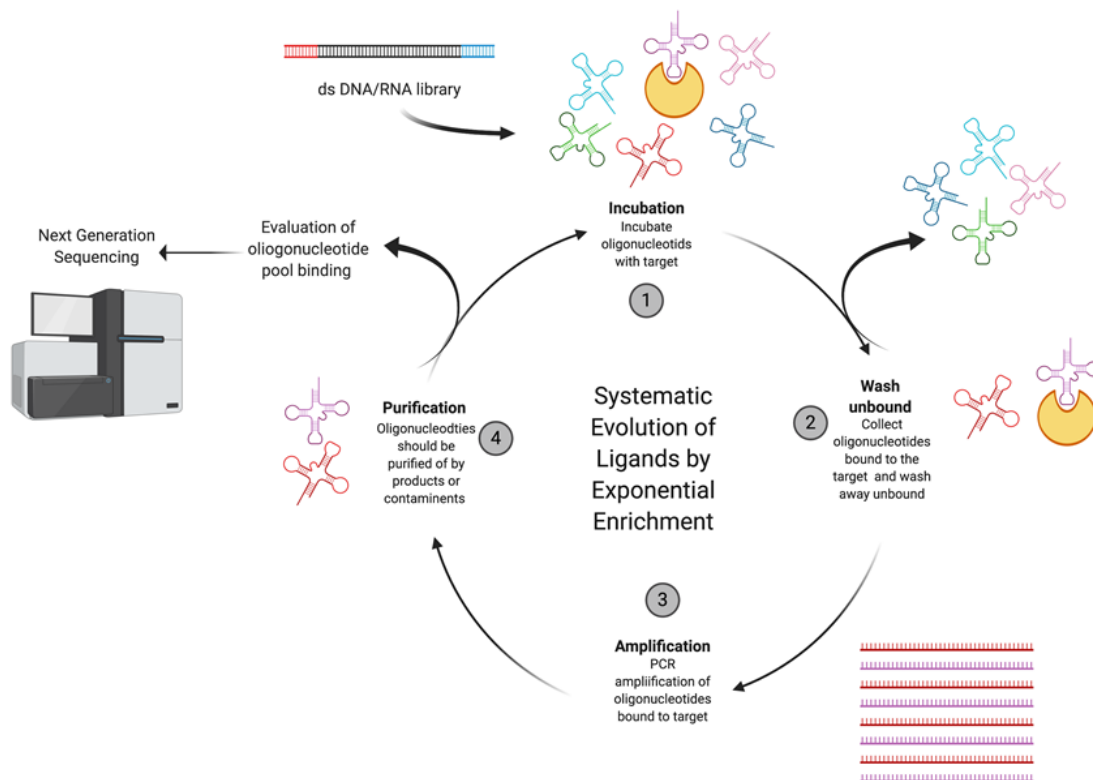 ds DNA/RNA library
Incubation
Incubate
oligonucleotids
with target
1
Next Generation
Sequencing
Evaluation of
oliogonucleotide
pool binding
Wash
unbound
Collect
oligonucleotides
bound to the
target and wash
away unbound
2
Systematic
Evolution of
Ligands by
Exponential
Enrichment
Purification
Oligonucleodties
should be
purified of by
products or
contaminents
4
3
Amplification
PCR
ampliification of
oligonucleotides
bound to target